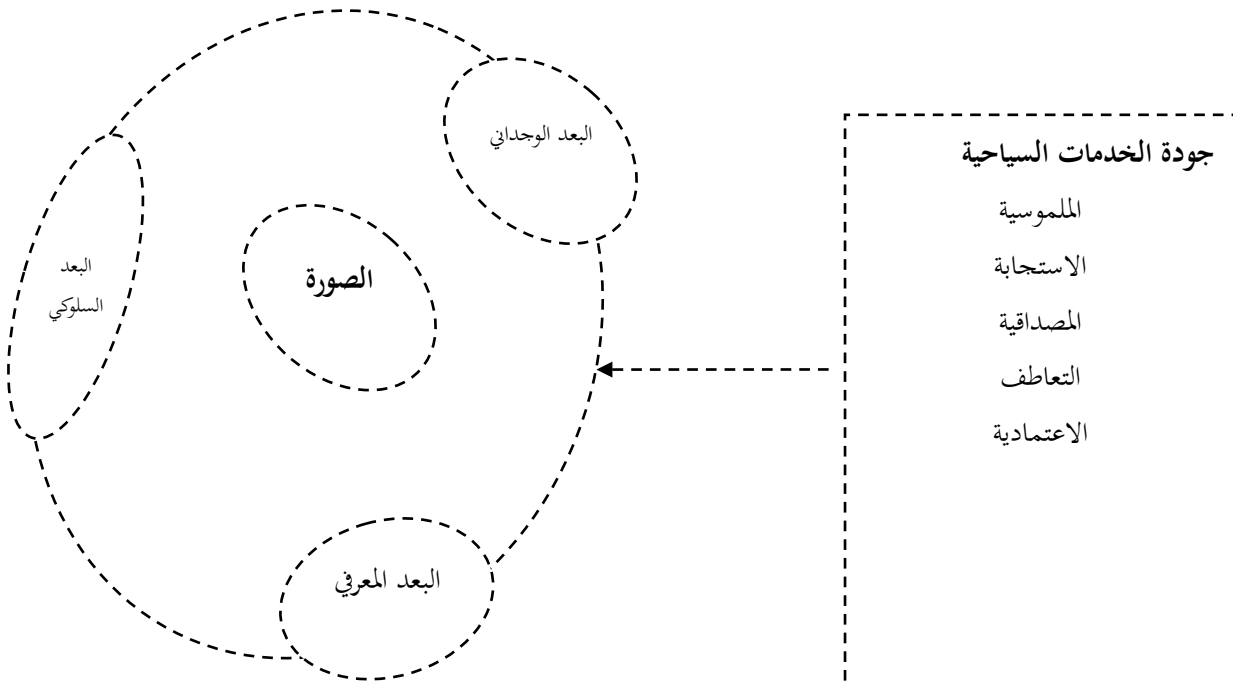 جودة الخدمات السياحية
الملموسية
الاستجابة
المصداقية
التعاطف
الاعتمادية
البعد الوجداني
الصورة
البعد
السلوكي
البعد المعرفي